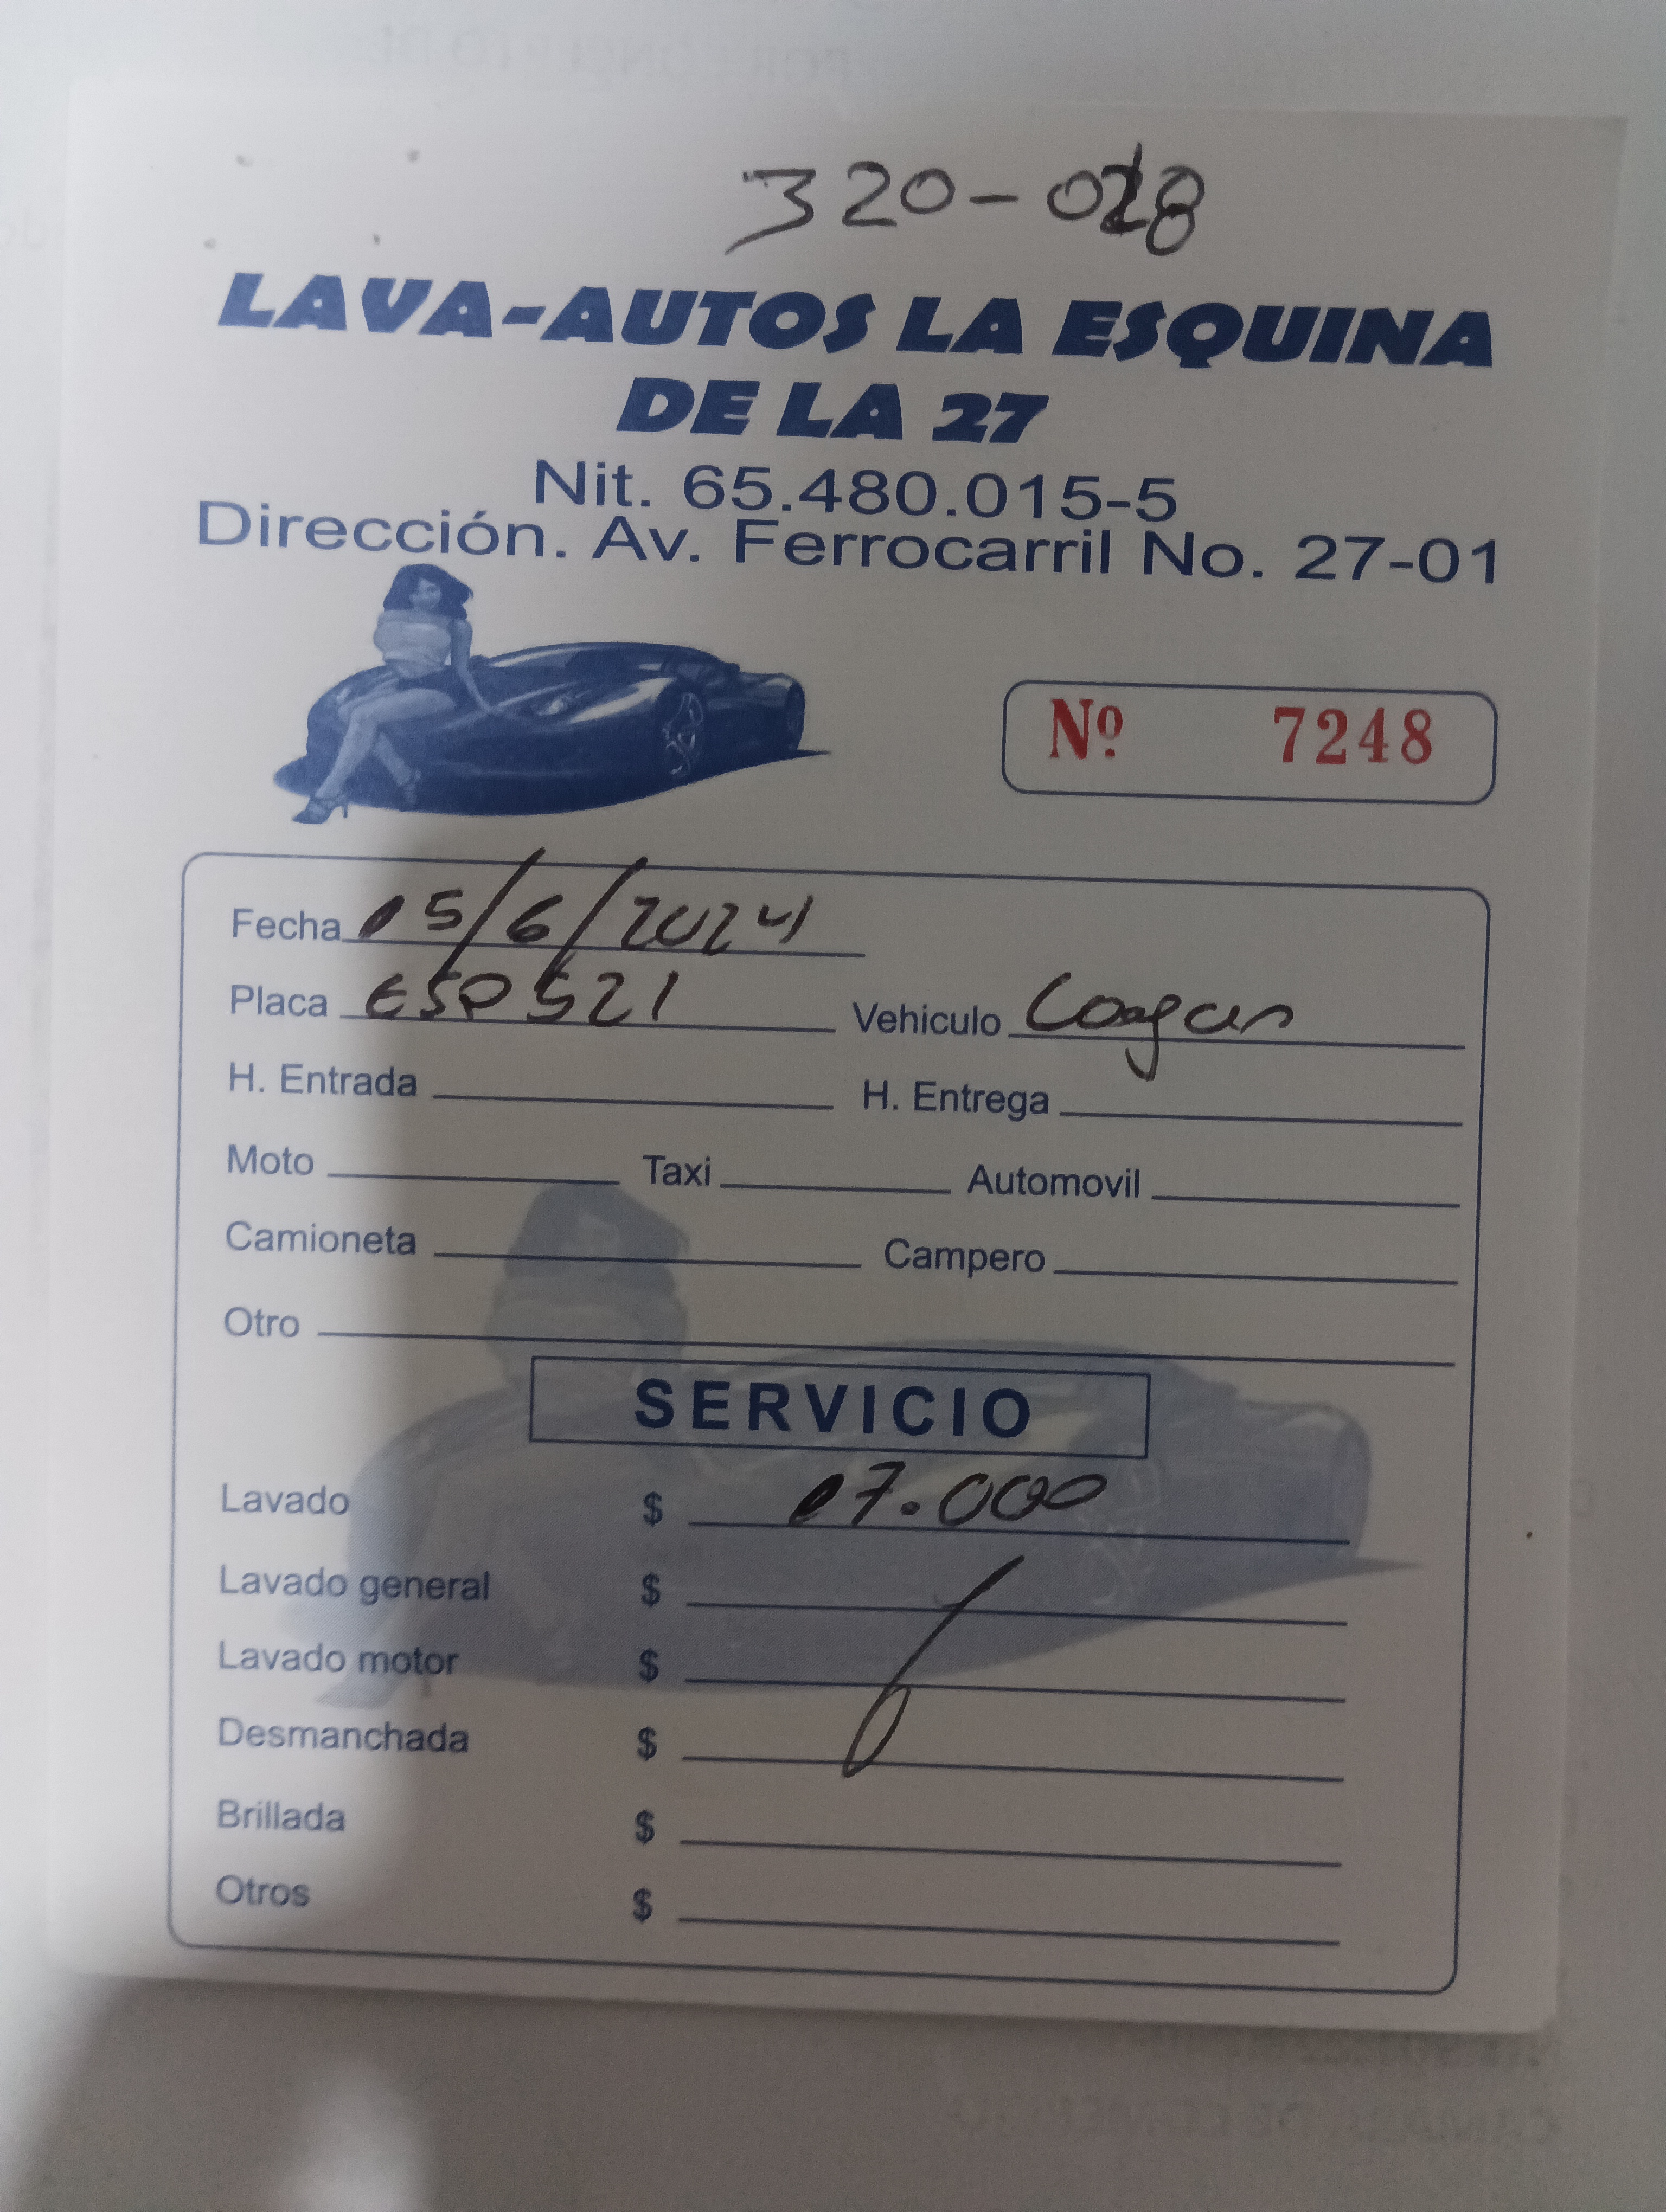 320-028
LAVA-AUTOS LA ESQUINA
DE LA 27
Nit. 65.480.015-5
Dirección. Av. Ferrocarril No. 27-01
Nº 7248
Fecha 05/6/2024
Placa ESP521 Vehiculo Logan
H. Entrada H. Entrega
Moto Taxi Automovil
Camioneta Campero
Otro
SERVICIO
Lavado $ 17.000
Lavado general $
Lavado motor $
Desmanchada $
Brillada $
Otros $